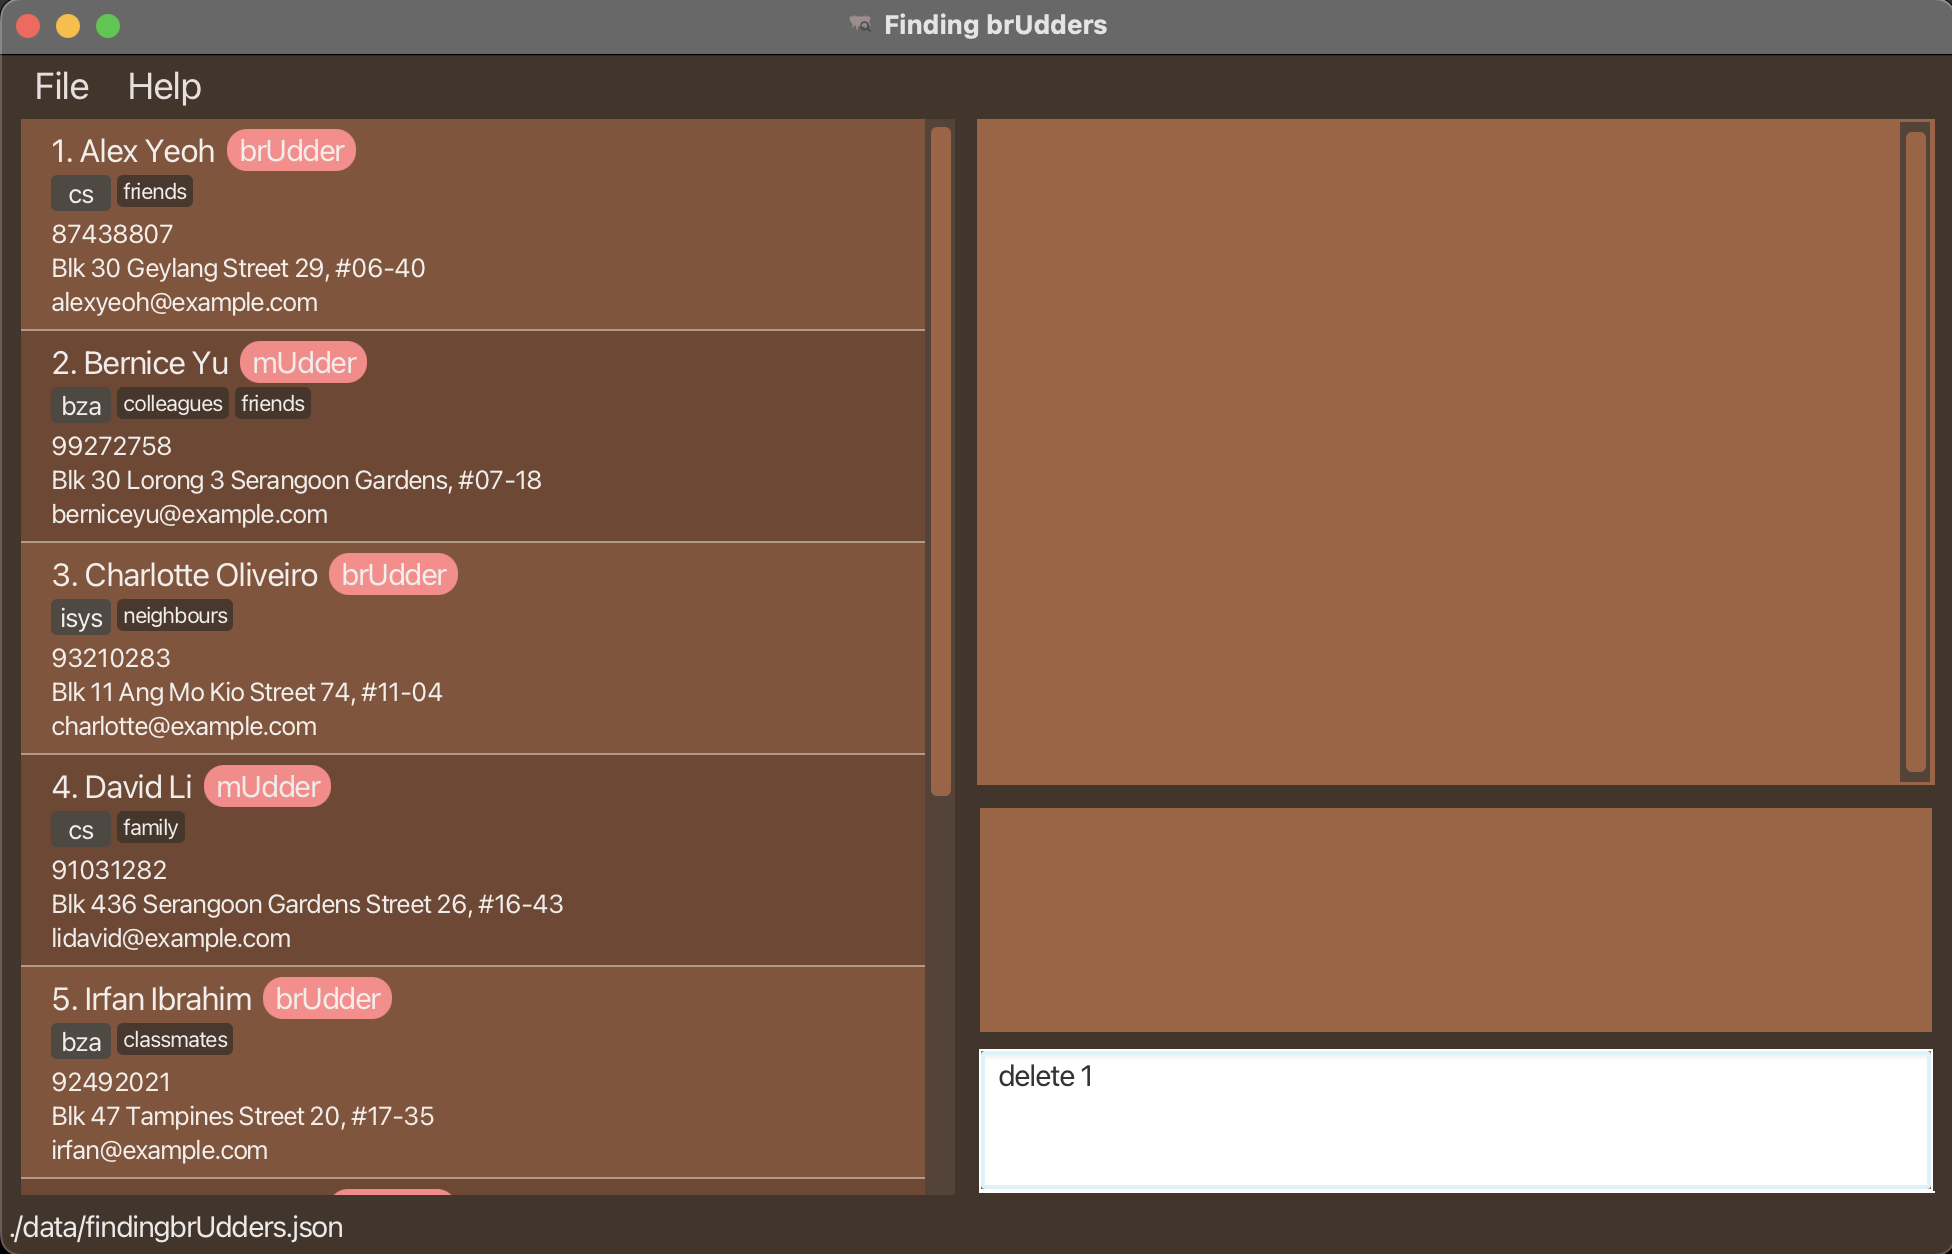 Finding brUdders
File Help
1. Alex Yeoh brUdder
cs friends
87438807
Blk 30 Geylang Street 29, #06-40
alexyeoh@example.com
2. Bernice Yu mUdder
bza colleagues friends
99272758
Blk 30 Lorong 3 Serangoon Gardens, #07-18
berniceyu@example.com
3. Charlotte Oliveiro brUdder
isys neighbours
93210283
Blk 11 Ang Mo Kio Street 74, #11-04
charlotte@example.com
4. David Li mUdder
cs family
91031282
Blk 436 Serangoon Gardens Street 26, #16-43
lidavid@example.com
5. Irfan Ibrahim brUdder
bza classmates
92492021
Blk 47 Tampines Street 20, #17-35
irfan@example.com
delete 1
./data/findingbrUdders.json